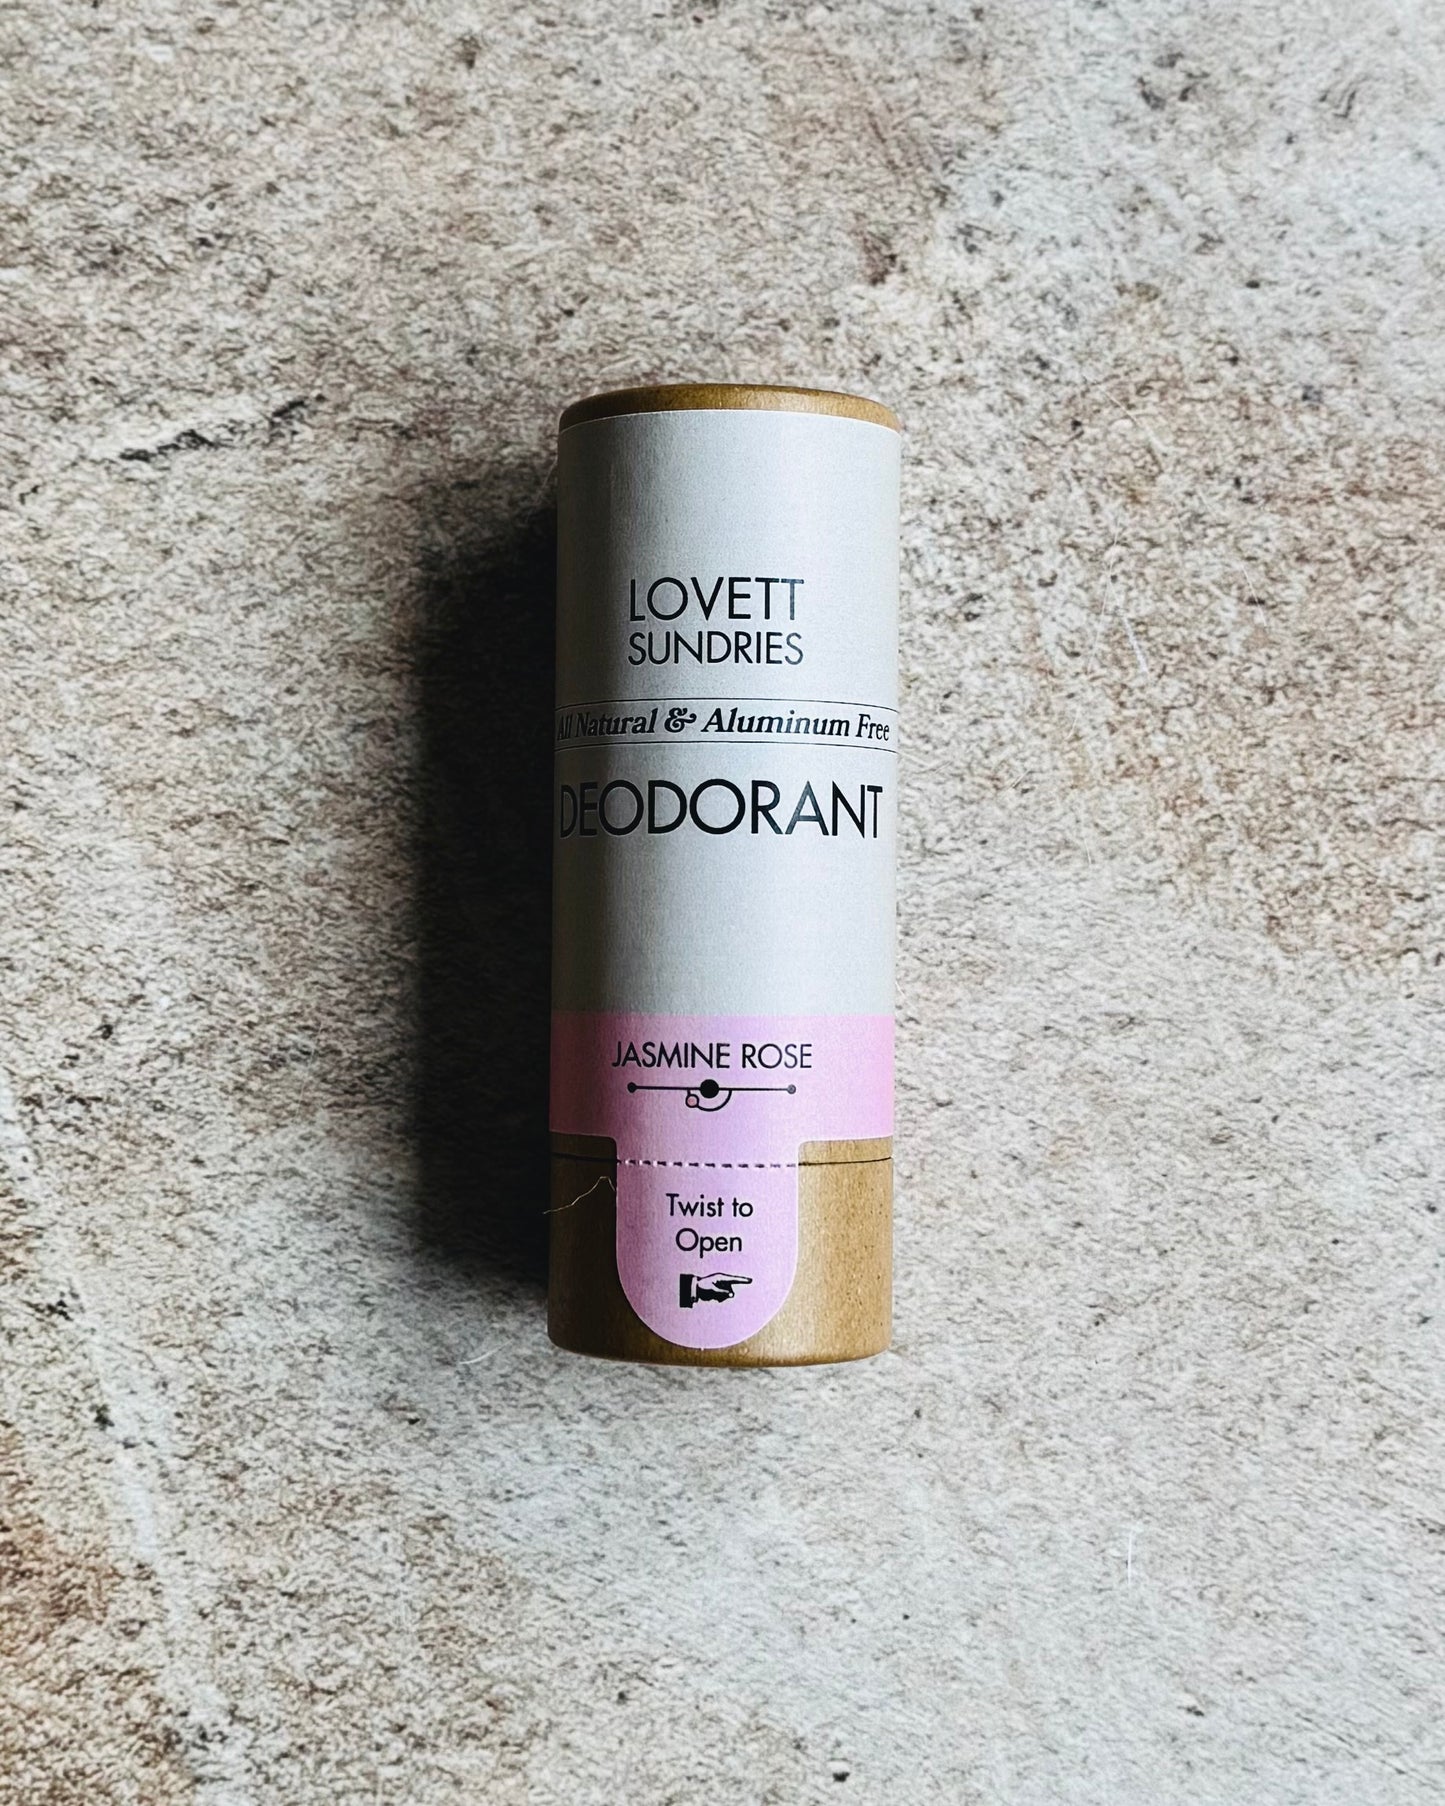 LOVETT
SUNDRIES
All Natural & Aluminum Free
DEODORANT
JASMINE ROSE
Twist to
Open